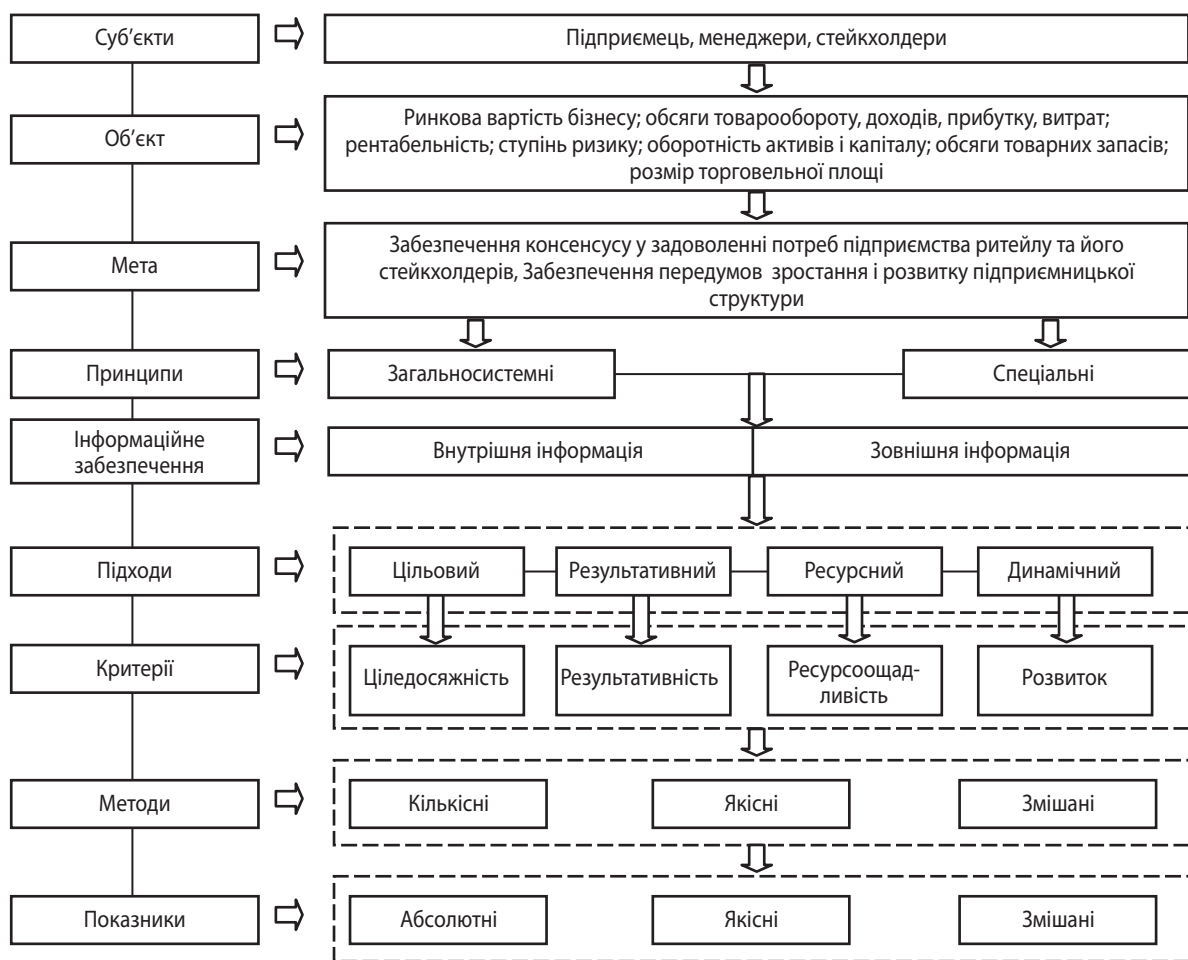 Суб’єкти
Підприємець, менеджери, стейкхолдери
Об’єкт
Ринкова вартість бізнесу; обсяги товарообороту, доходів, прибутку, витрат;
рентабельність; ступінь ризику; оборотність активів і капіталу; обсяги товарних запасів;
розмір торговельної площі
Мета
Забезпечення консенсусу у задоволенні потреб підприємства ритейлу та його
стейкхолдерів, Забезпечення передумов зростання і розвитку підприємницької
структури
Принципи
Загальносистемні
Спеціальні
Інформаційне
забезпечення
Внутрішня інформація
Зовнішня інформація
Підходи
Цільовий
Результативний
Ресурсний
Динамічний
Критерії
Ціледосяжність
Результативність
Ресурсоощад-
ливість
Розвиток
Методи
Кількісні
Якісні
Змішані
Показники
Абсолютні
Якісні
Змішані